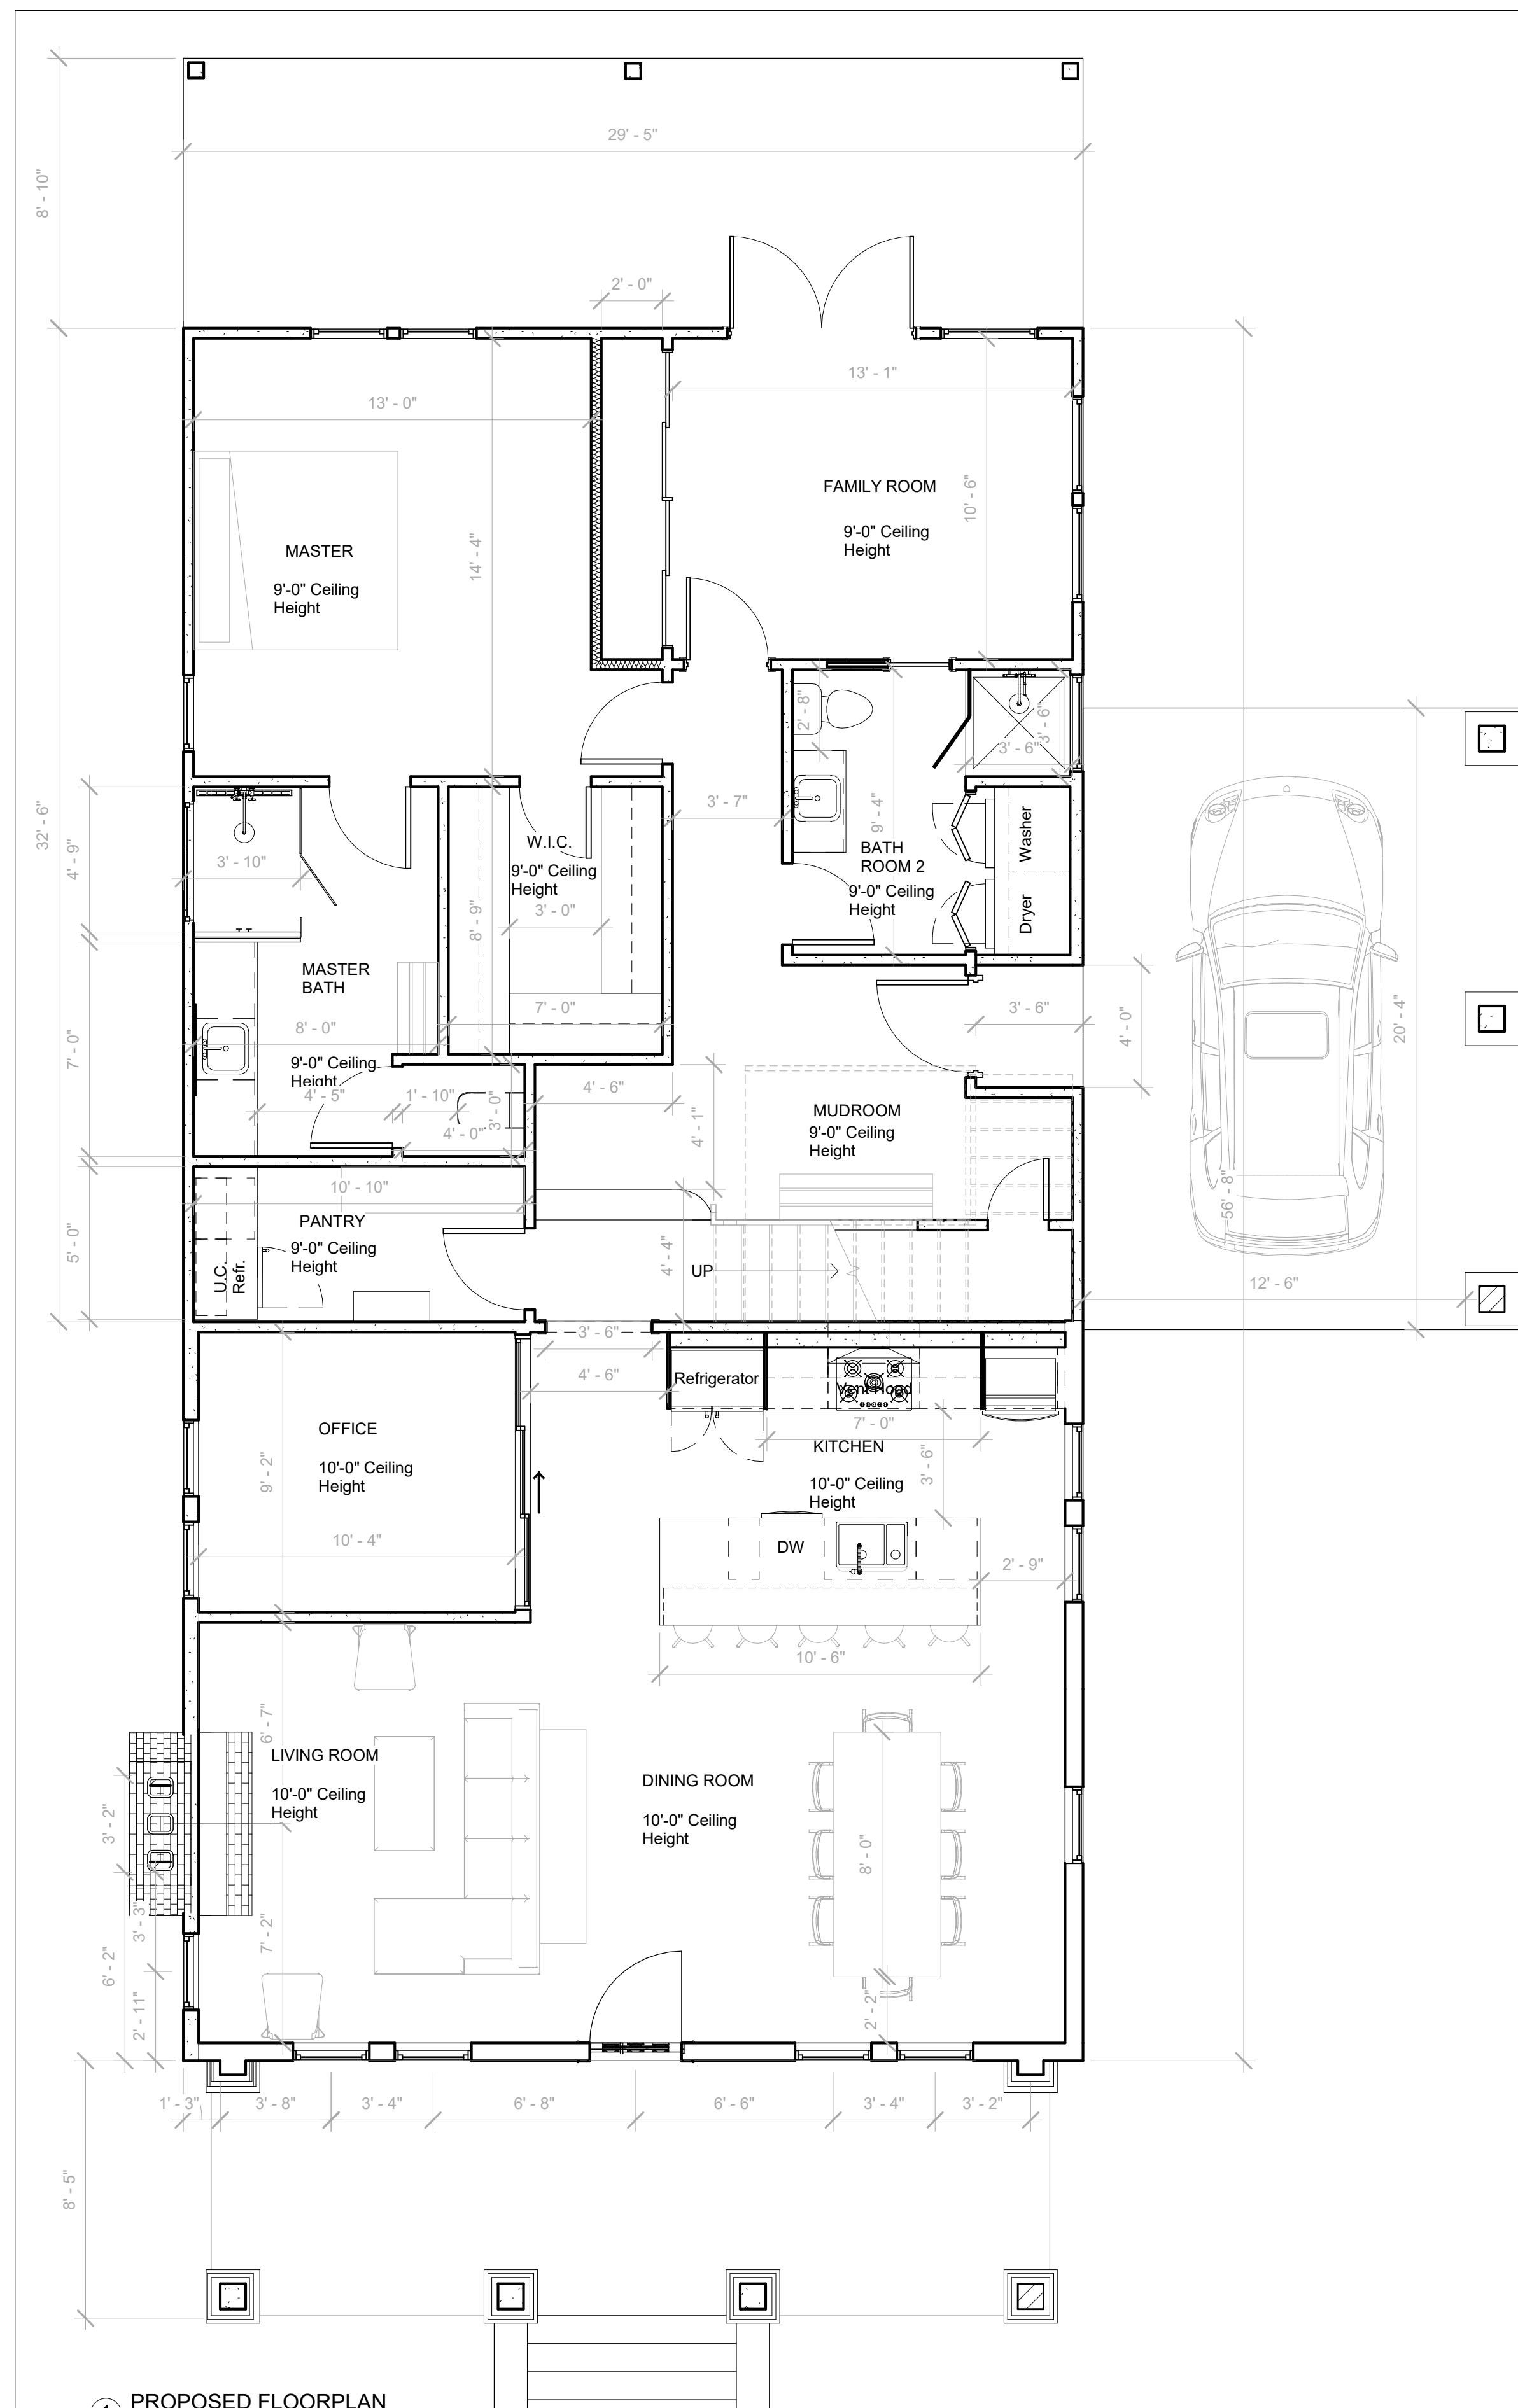 29' - 5"
8' - 10"
2' - 0"
13' - 1"
13' - 0"
FAMILY ROOM
10' - 6"
9'-0" Ceiling
Height
MASTER
14' - 4"
9'-0" Ceiling
Height
2' - 8"
3' - 6"
3' - 6"
32' - 6"
4' - 9"
3' - 10"
W.I.C.
9'-0" Ceiling
Height
3' - 0"
8' - 9"
3' - 7"
9' - 4"
BATH
ROOM 2
9'-0" Ceiling
Height
Washer
Dryer
MASTER
BATH
7' - 0"
8' - 0"
7' - 0"
9'-0" Ceiling
Height
3' - 6"
4' - 0"
20' - 4"
4' - 5"
1' - 10"
3' - 0"
4' - 0"
4' - 6"
4' - 1"
MUDROOM
9'-0" Ceiling
Height
56' - 8"
10' - 10"
PANTRY
9'-0" Ceiling
Height
5' - 0"
U.C.
Refr.
4' - 4"
UP
12' - 6"
3' - 6"
4' - 6"
Refrigerator
Vent Hood
7' - 0"
KITCHEN
3' - 6"
10'-0" Ceiling
Height
OFFICE
10'-0" Ceiling
Height
9' - 2"
10' - 4"
DW
2' - 9"
10' - 6"
6' - 7"
LIVING ROOM
10'-0" Ceiling
Height
DINING ROOM
10'-0" Ceiling
Height
8' - 0"
3' - 2"
3' - 3"
7' - 2"
6' - 2"
2' - 11"
2' - 2"
1' - 3"
3' - 8"
3' - 4"
6' - 8"
6' - 6"
3' - 4"
3' - 2"
8' - 5"
PROPOSED FLOORPLAN